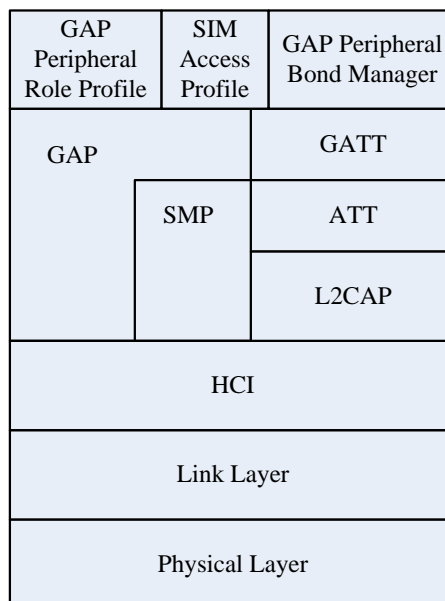 GAP
Peripheral
Role Profile
SIM
Access
Profile
GAP Peripheral
Bond Manager
GAP
GATT
SMP
ATT
L2CAP
HCI
Link Layer
Physical Layer